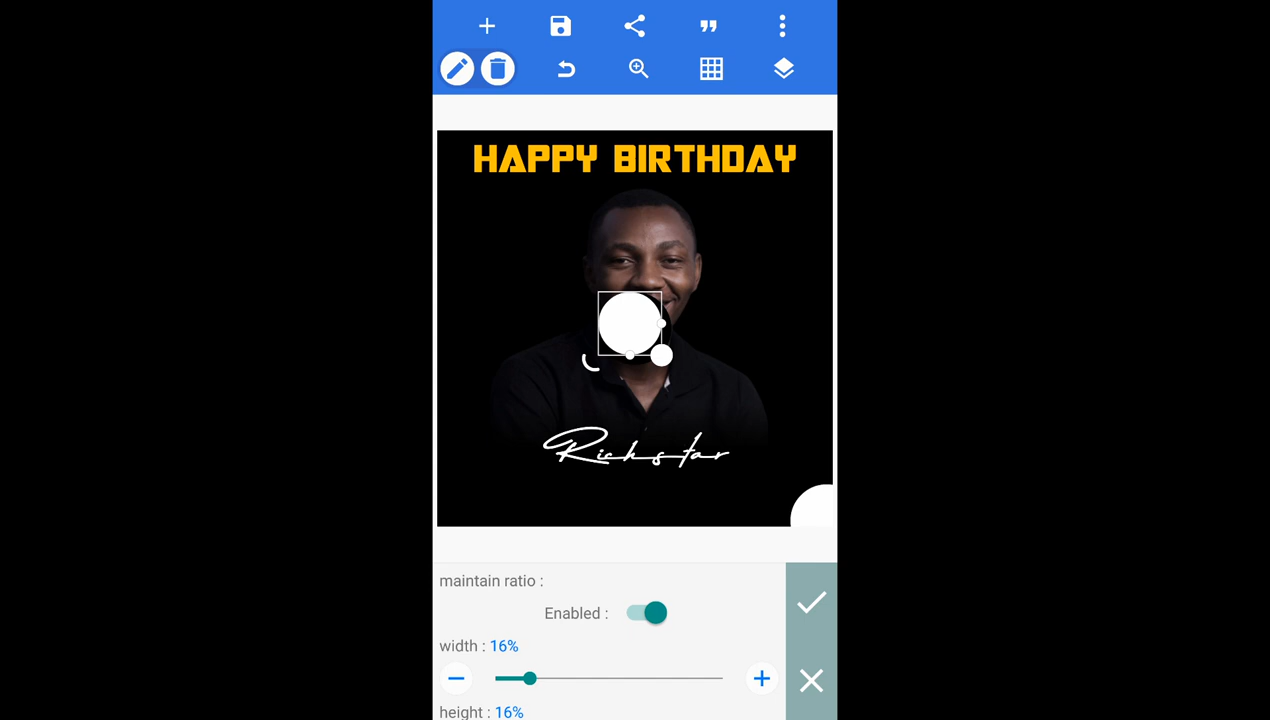 HAPPY BIRTHDAY
Richstar
maintain ratio :
Enabled :
width : 16%
height : 16%